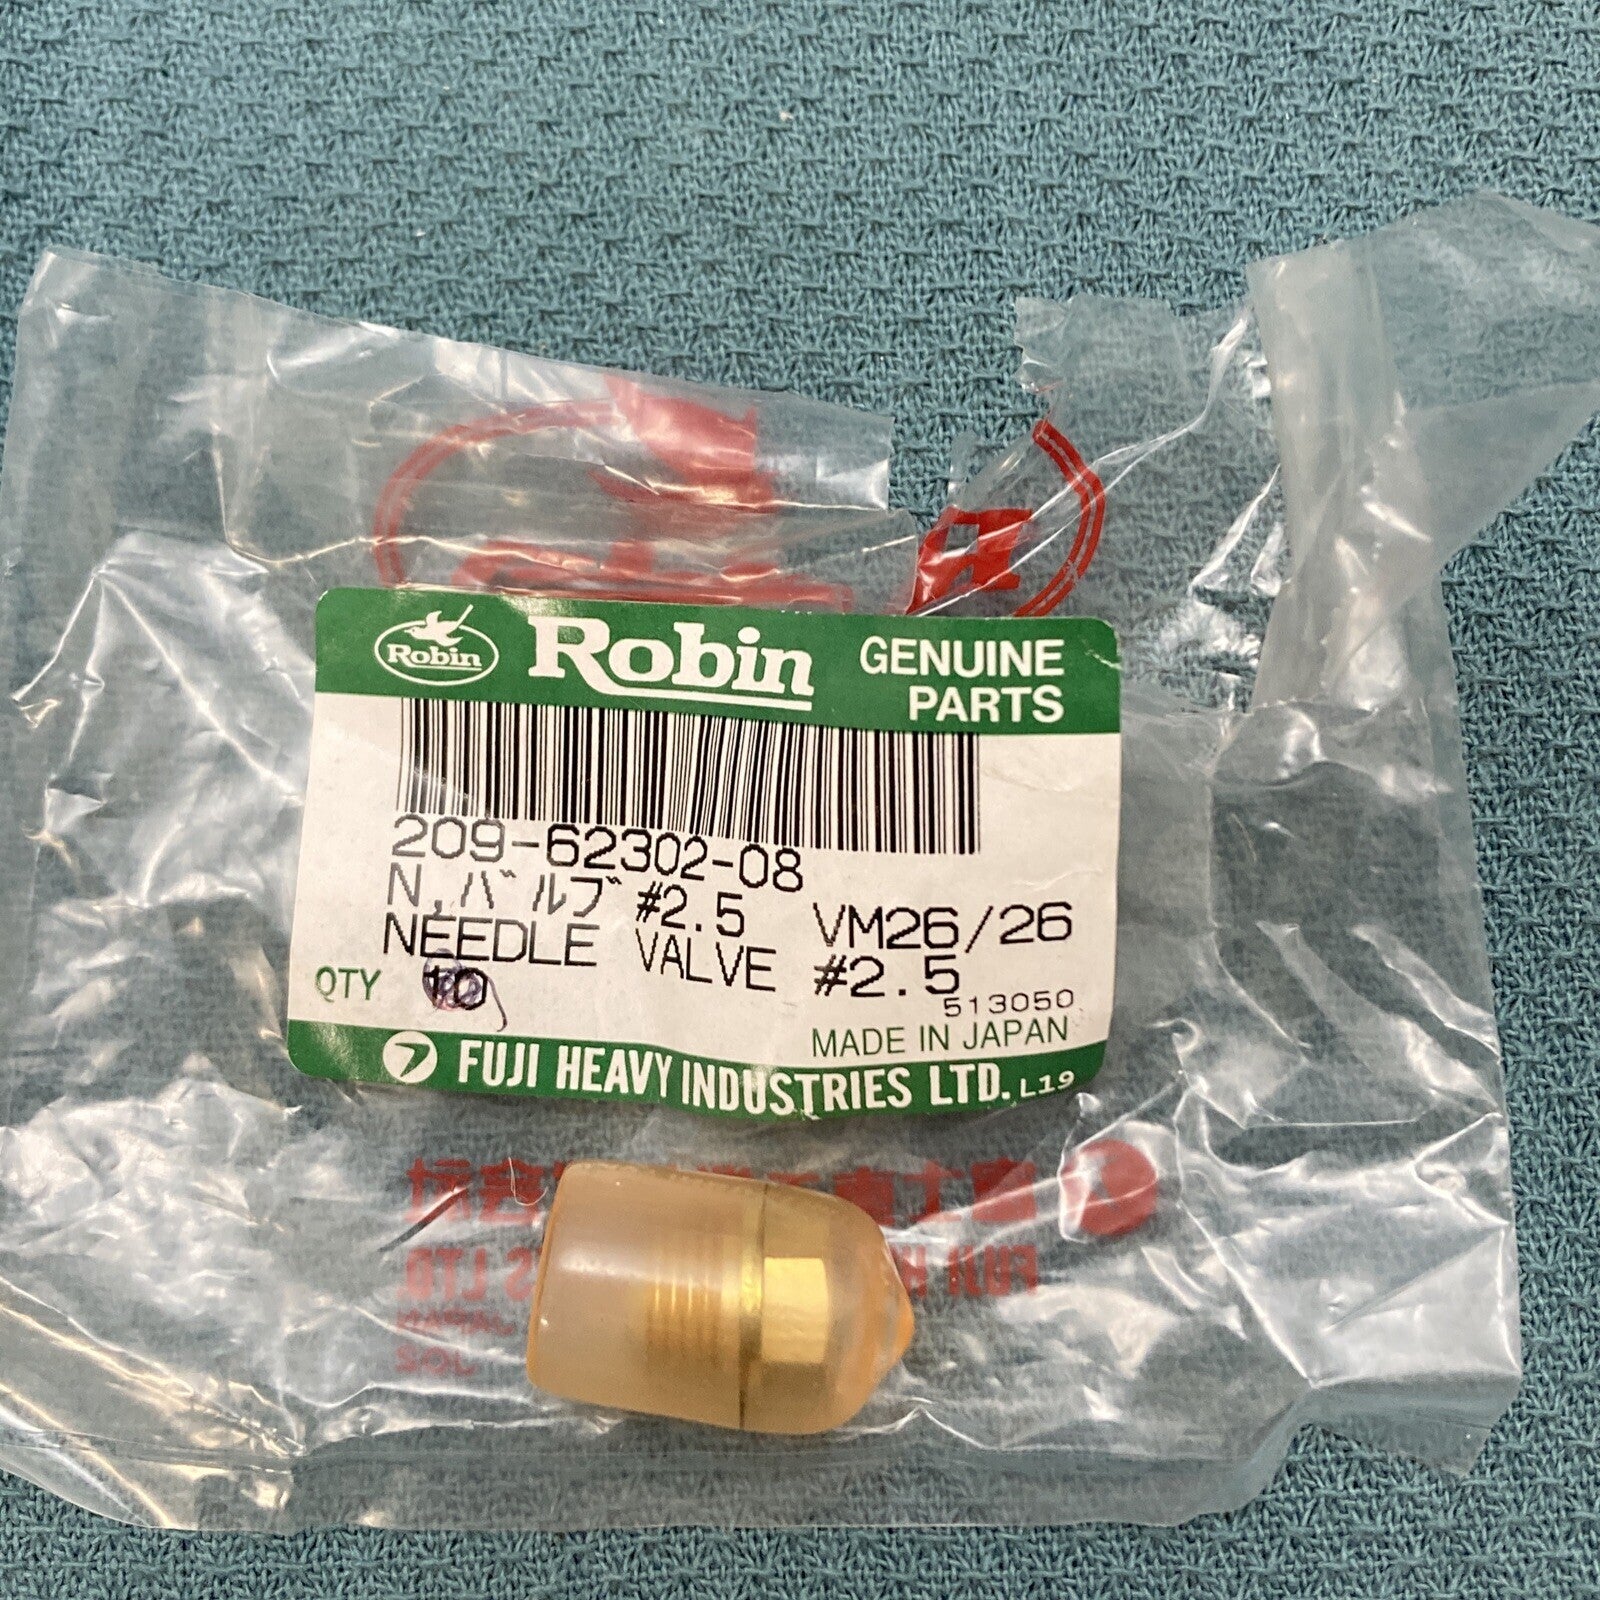 Robin
Robin
GENUINE
PARTS
209-62302-08
N,バルブ #2.5 VM26/26
NEEDLE VALVE #2.5
QTY 10
513050
MADE IN JAPAN
FUJI HEAVY INDUSTRIES LTD. L19
R